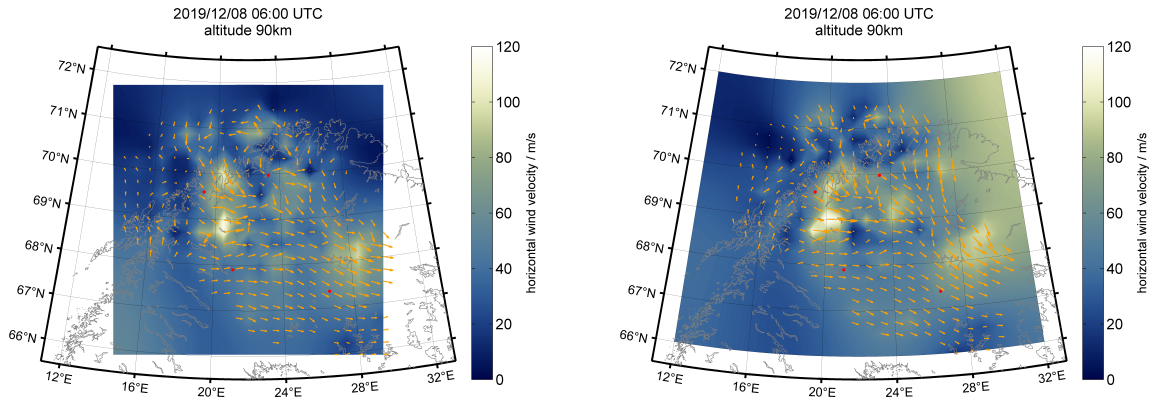 2019/12/08 06:00 UTC
altitude 90km
72°N
71°N
70°N
69°N
68°N
67°N
66°N
12°E
16°E
20°E
24°E
28°E
32°E
120
100
80
60
40
20
0
horizontal wind velocity / m/s
2019/12/08 06:00 UTC
altitude 90km
72°N
71°N
70°N
69°N
68°N
67°N
66°N
12°E
16°E
20°E
24°E
28°E
32°E
120
100
80
60
40
20
0
horizontal wind velocity / m/s